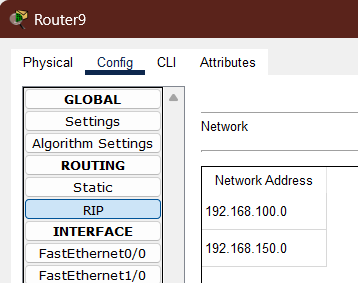 Router9
Physical Config CLI Attributes
GLOBAL
Settings
Algorithm Settings
ROUTING
Static
RIP
INTERFACE
FastEthernet0/0
FastEthernet1/0
Network
Network Address
192.168.100.0
192.168.150.0